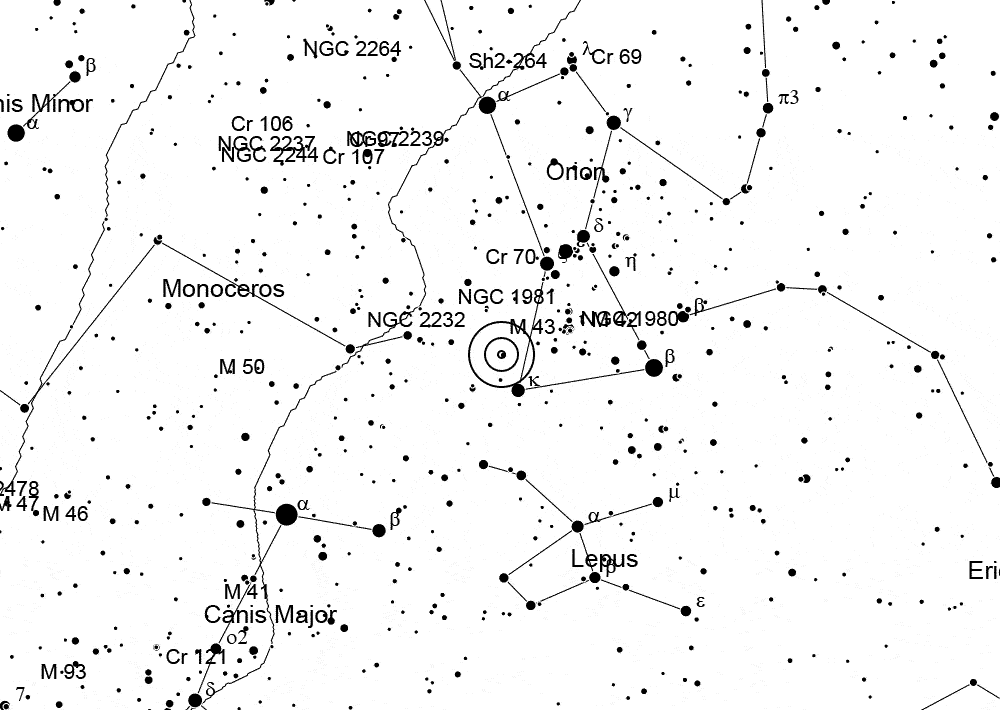 NGC 2264
Sh2-264
λ
Cr 69
β
nis Minor
α
α
π3
γ
Cr 106
NGC 2237
NGC 2239
NGC 2244
Cr 107
Orion
δ
Cr 70
η
Monoceros
NGC 1981
NGC 2232
M 43
M 42
NGC 1980
β
M 50
β
κ
2478
M 47
M 46
α
β
μ
α
Lepus
β
Eri
M 41
ε
Canis Major
ο2
Cr 121
M 93
δ
7